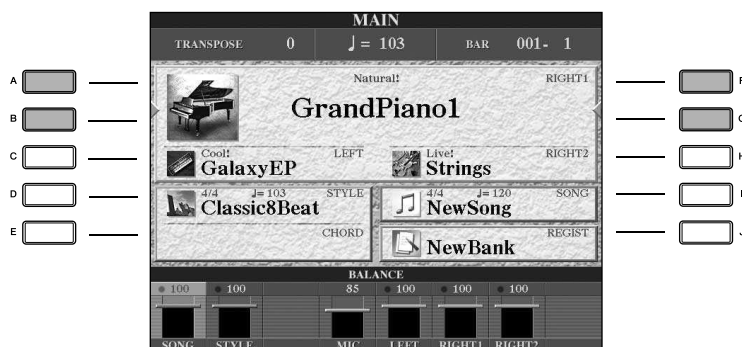 MAIN
TRANSPOSE 0 ♩= 103 BAR 001- 1
A
Natural! RIGHT1
GrandPiano1
B
C
Cool! LEFT
GalaxyEP
Live! RIGHT2
Strings
D
4/4 ♩=103 STYLE
Classic8Beat
4/4 ♩=120 SONG
NewSong
E
CHORD
REGIST
NewBank
BALANCE
100 100 85 100 100 100
SONG STYLE MIC LEFT RIGHT1 RIGHT2